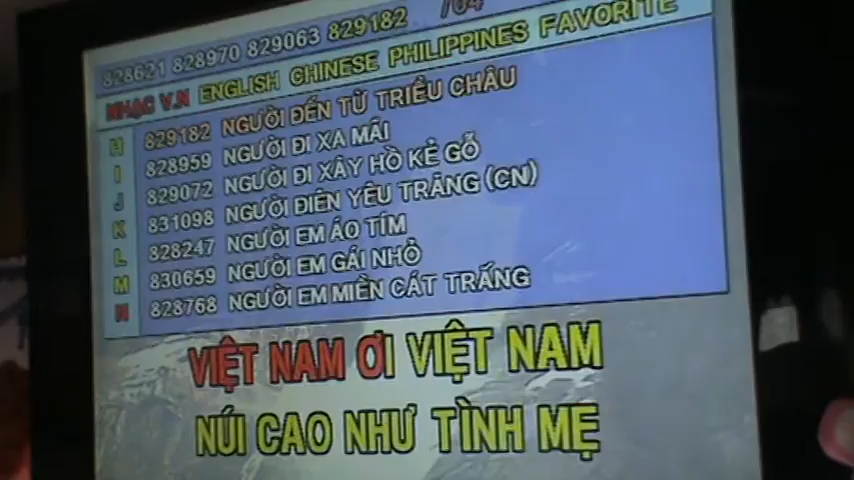 828621 828970 829063 829182 /04
NHẠC V.N ENGLISH CHINESE PHILIPPINES FAVORITE
H 829182 NGƯỜI ĐẾN TỪ TRIỀU CHÂU
I 828959 NGƯỜI ĐI XA MÃI
J 829072 NGƯỜI ĐI XÂY HỒ KẺ GỖ
K 831098 NGƯỜI ĐIÊN YÊU TRĂNG (CN)
L 828247 NGƯỜI EM ÁO TÍM
M 830659 NGƯỜI EM GÁI NHỎ
N 828768 NGƯỜI EM MIỀN CÁT TRẮNG
VIỆT NAM ƠI VIỆT NAM
NÚI CAO NHƯ TÌNH MẸ